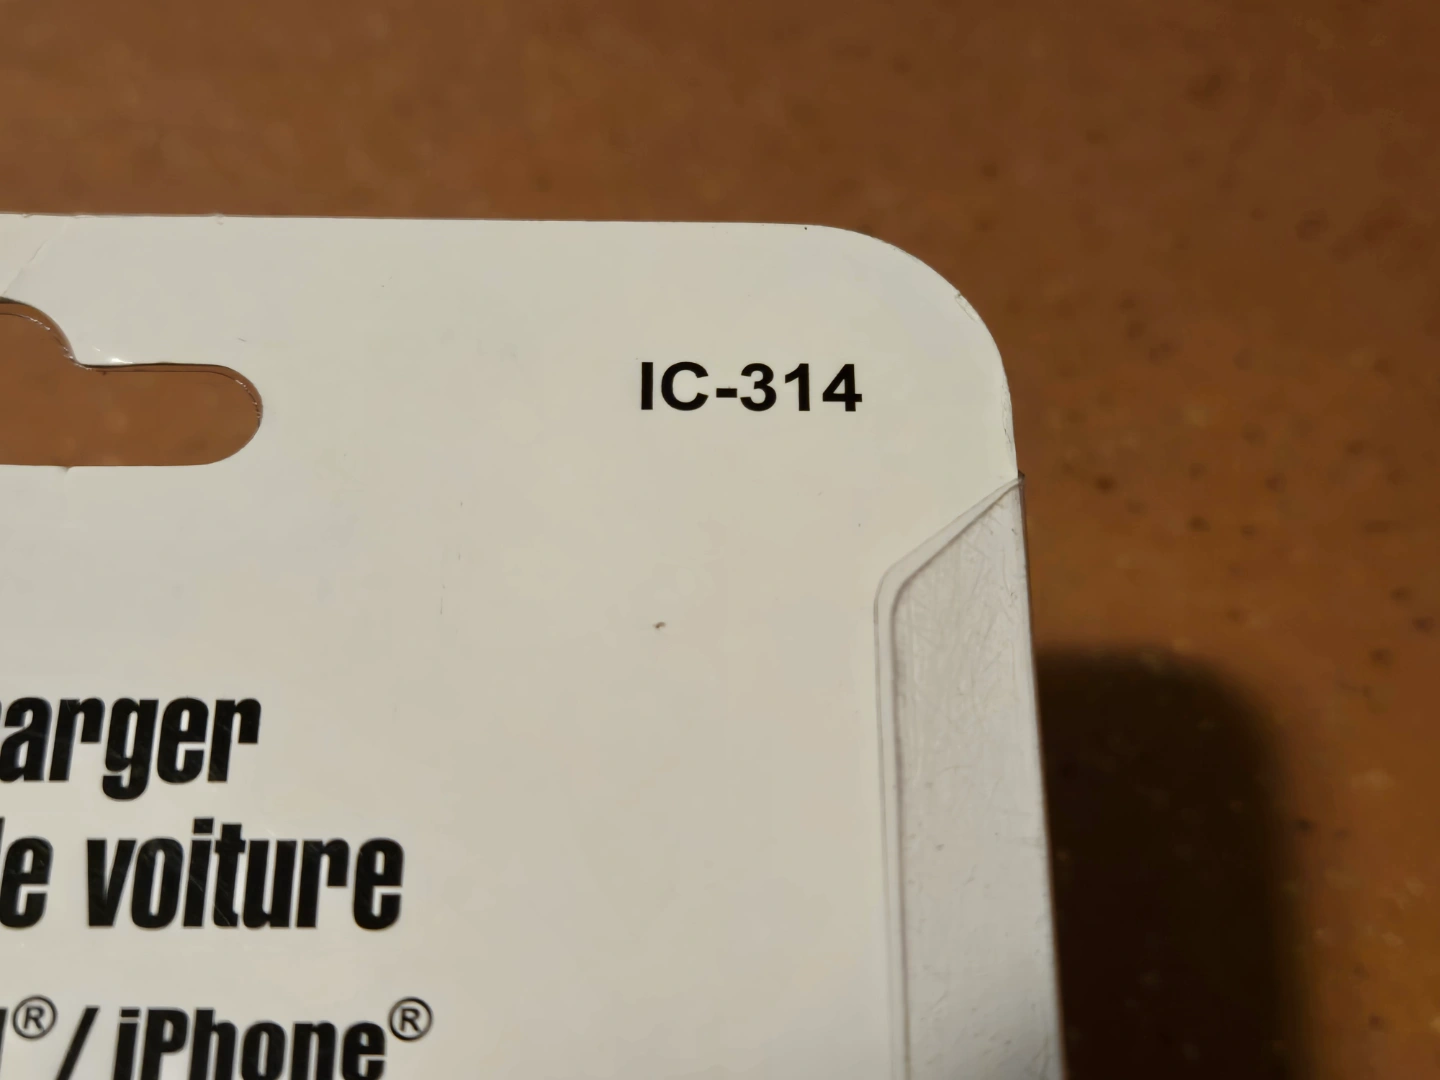 IC-314
arger
e voiture
® / iPhone®